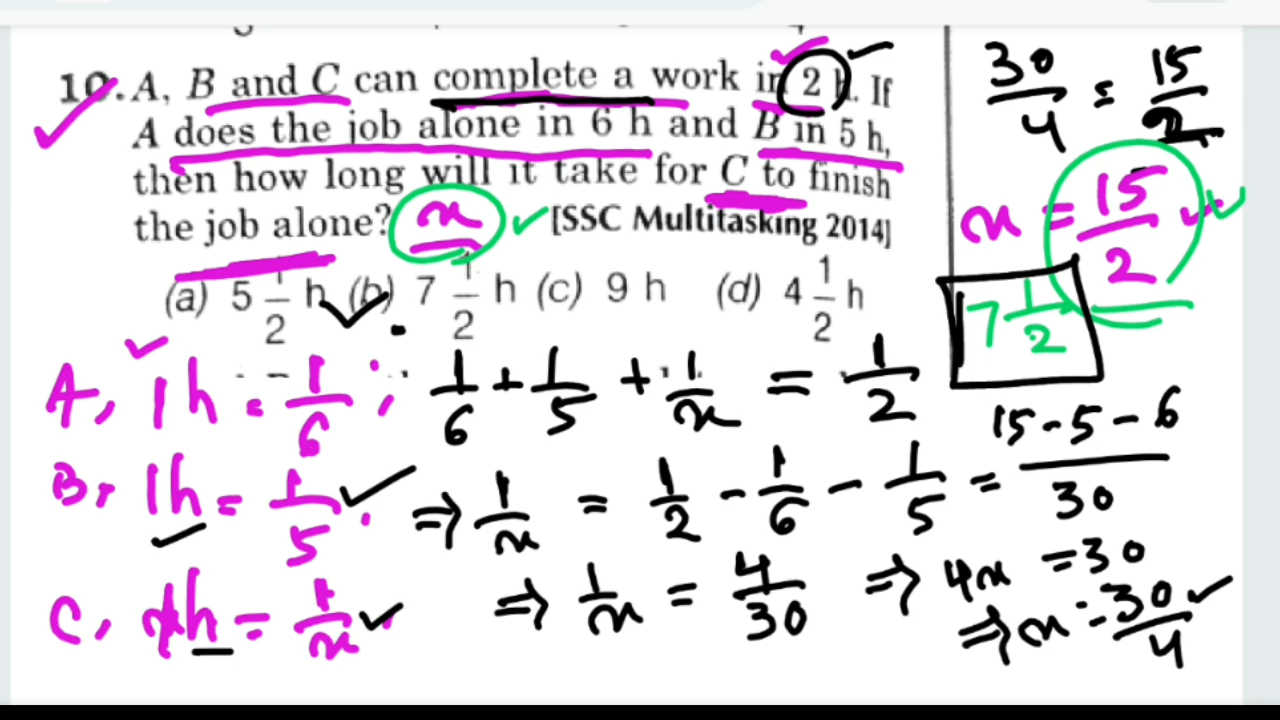 10. A, B and C can complete a work in 2 h. If
A does the job alone in 6 h and B in 5 h,
then how long will it take for C to finish
the job alone? x [SSC Multitasking 2014]
(a) 5 1/2 h (b) 7 1/2 h (c) 9 h (d) 4 1/2 h
30/4 = 15/2
x = 15/2
7 1/2
A, 1h = 1/6 ; 1/6 + 1/5 + 1/x = 1/2
B, 1h = 1/5 . ⇒ 1/x = 1/2 - 1/6 - 1/5 = 15-5-6/30
C, 1h = 1/x . ⇒ 1/x = 4/30 ⇒ 4x = 30
⇒ x = 30/4